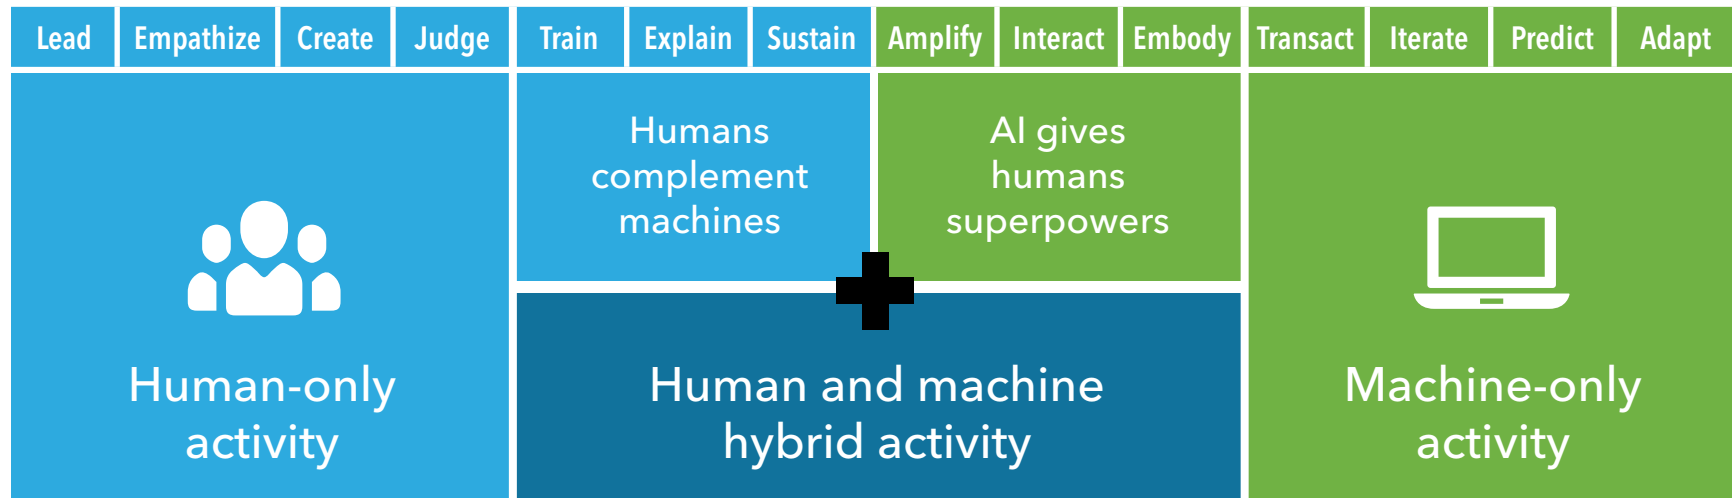 Lead Empathize Create Judge Train Explain Sustain Amplify Interact Embody Transact Iterate Predict Adapt
Humans
complement
machines
AI gives
humans
superpowers
Human-only
activity
Human and machine
hybrid activity
Machine-only
activity